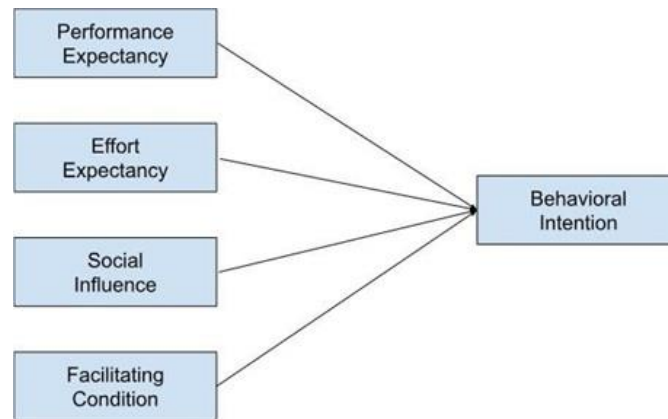 Performance
Expectancy
Effort
Expectancy
Social
Influence
Facilitating
Condition
Behavioral
Intention